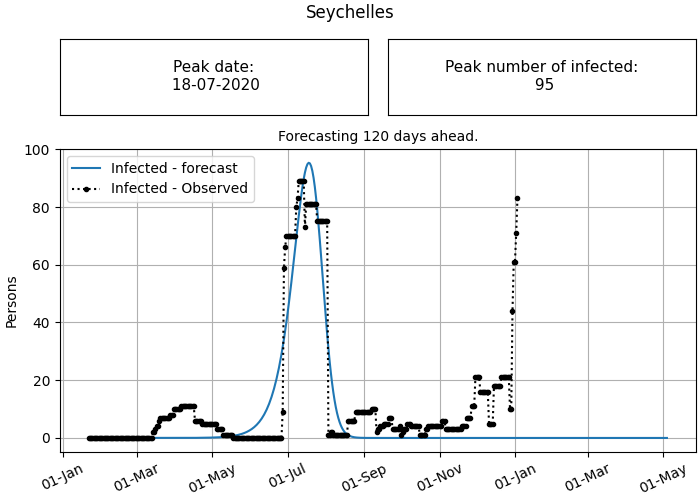 Seychelles
Peak date:
18-07-2020
Peak number of infected:
95
Forecasting 120 days ahead.
Infected - forecast
Infected - Observed
Persons
100
80
60
40
20
0
01-Jan
01-Mar
01-May
01-Jul
01-Sep
01-Nov
01-Jan
01-Mar
01-May